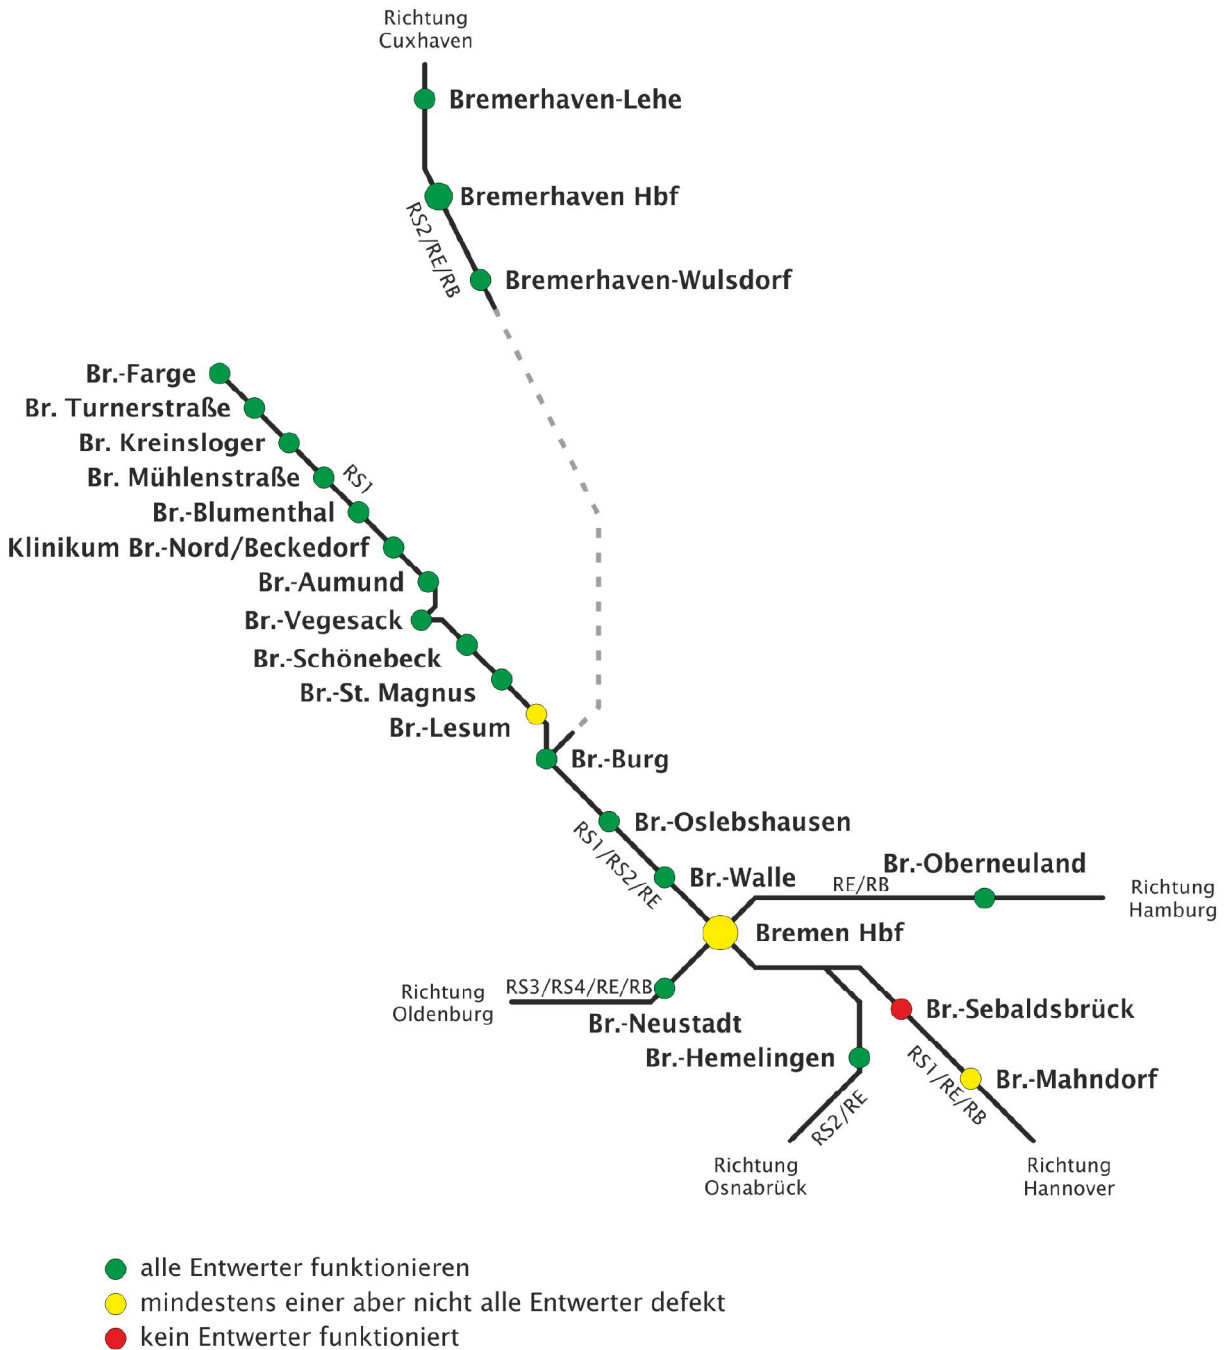 Richtung
Cuxhaven
Bremerhaven-Lehe
Bremerhaven Hbf
RS2/RE/RB
Bremerhaven-Wulsdorf
Br.-Farge
Br. Turnerstraße
Br. Kreinsloger
Br. Mühlenstraße
RS1
Br.-Blumenthal
Klinikum Br.-Nord/Beckedorf
Br.-Aumund
Br.-Vegesack
Br.-Schönebeck
Br.-St. Magnus
Br.-Lesum
Br.-Burg
Br.-Oslebshausen
RS1/RS2/RE
Br.-Walle
Br.-Oberneuland
RE/RB
Richtung
Hamburg
Bremen Hbf
RS3/RS4/RE/RB
Richtung
Oldenburg
Br.-Neustadt
Br.-Sebaldsbrück
Br.-Hemelingen
RS1/RE/RB
Br.-Mahndorf
RS2/RE
Richtung
Osnabrück
Richtung
Hannover
alle Entwerter funktionieren
mindestens einer aber nicht alle Entwerter defekt
kein Entwerter funktioniert